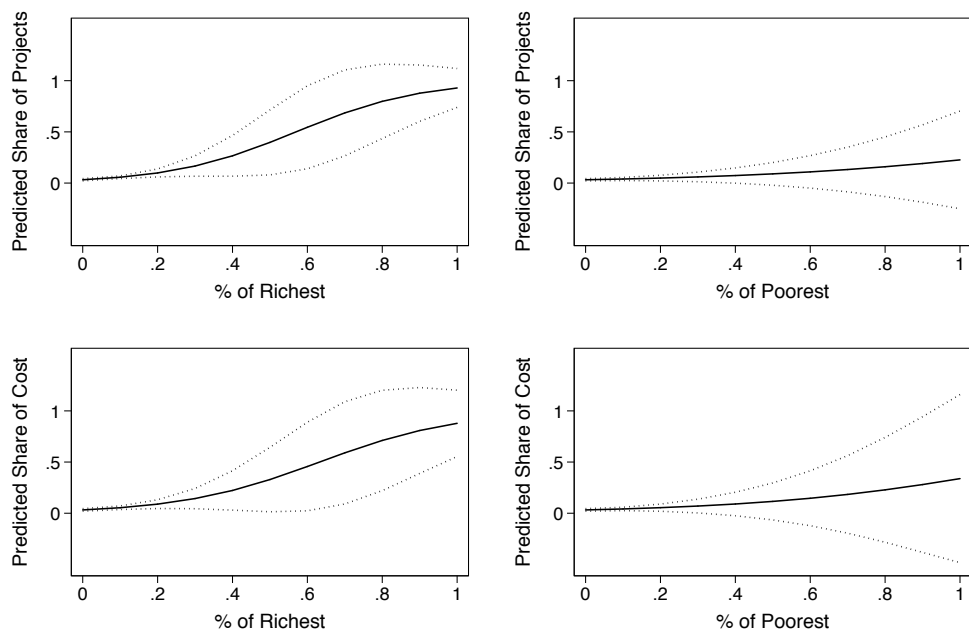 Predicted Share of Projects
1
.5
0
0 .2 .4 .6 .8 1
% of Richest
Predicted Share of Projects
1
.5
0
0 .2 .4 .6 .8 1
% of Poorest
Predicted Share of Cost
1
.5
0
0 .2 .4 .6 .8 1
% of Richest
Predicted Share of Cost
1
.5
0
0 .2 .4 .6 .8 1
% of Poorest